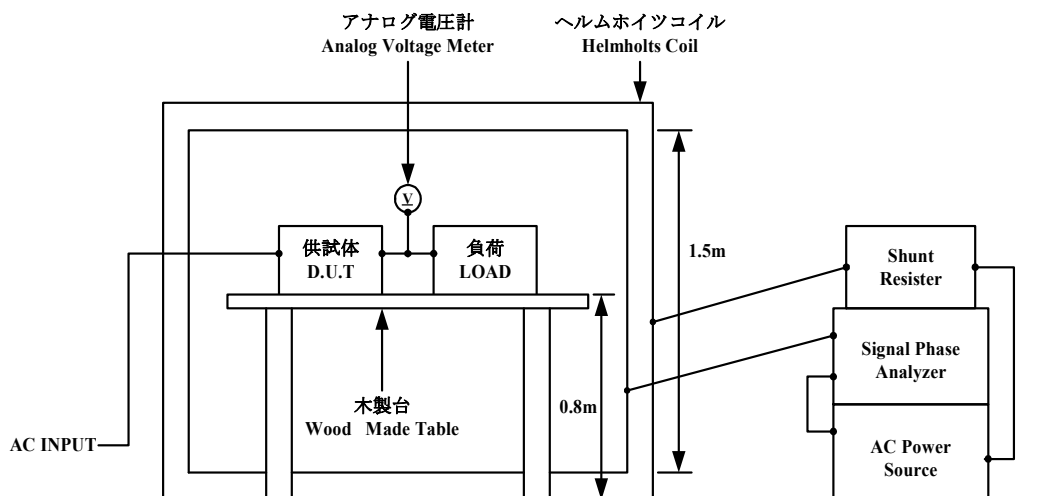 アナログ電圧計
Analog Voltage Meter
ヘルムホイツコイル
Helmholts Coil
V
供試体
D.U.T
負荷
LOAD
1.5m
Shunt
Resister
Signal Phase
Analyzer
木製台
Wood Made Table
0.8m
AC INPUT
AC Power
Source